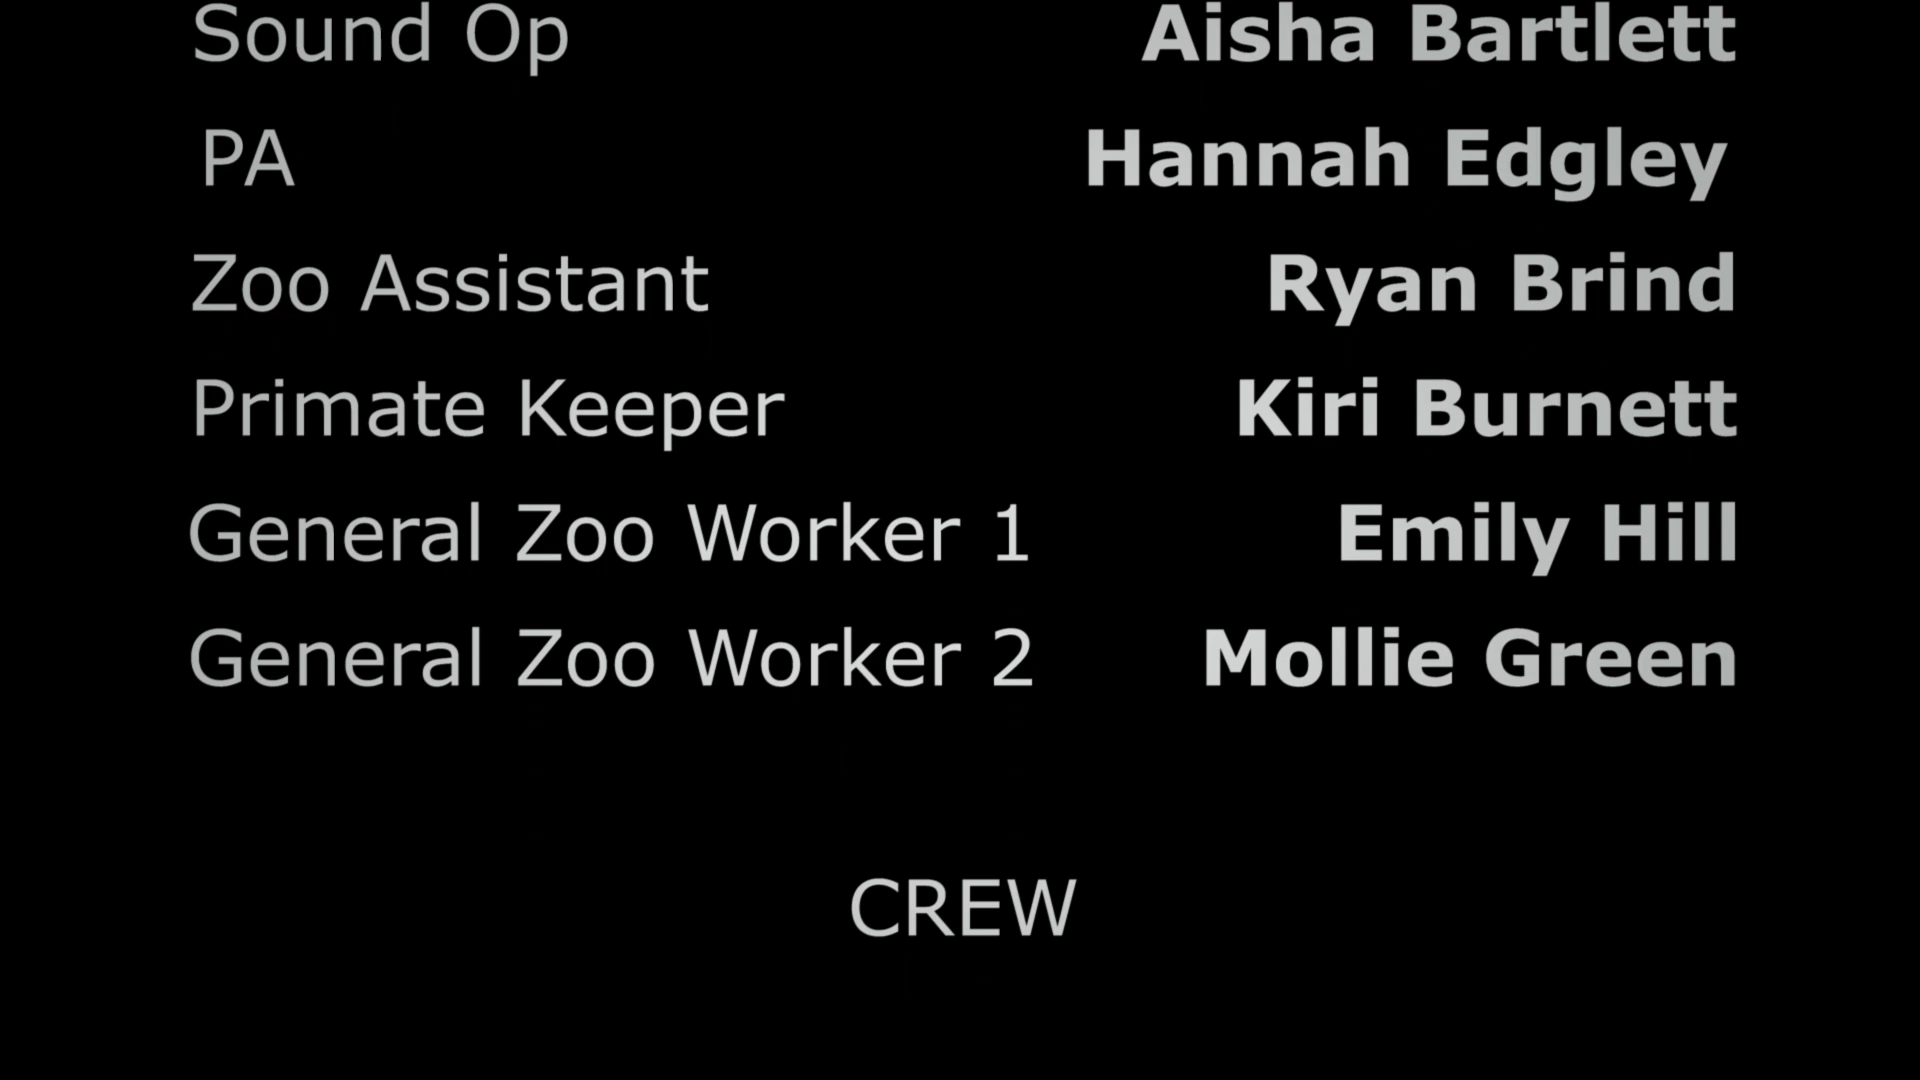 Sound Op Aisha Bartlett
PA Hannah Edgley
Zoo Assistant Ryan Brind
Primate Keeper Kiri Burnett
General Zoo Worker 1 Emily Hill
General Zoo Worker 2 Mollie Green
CREW